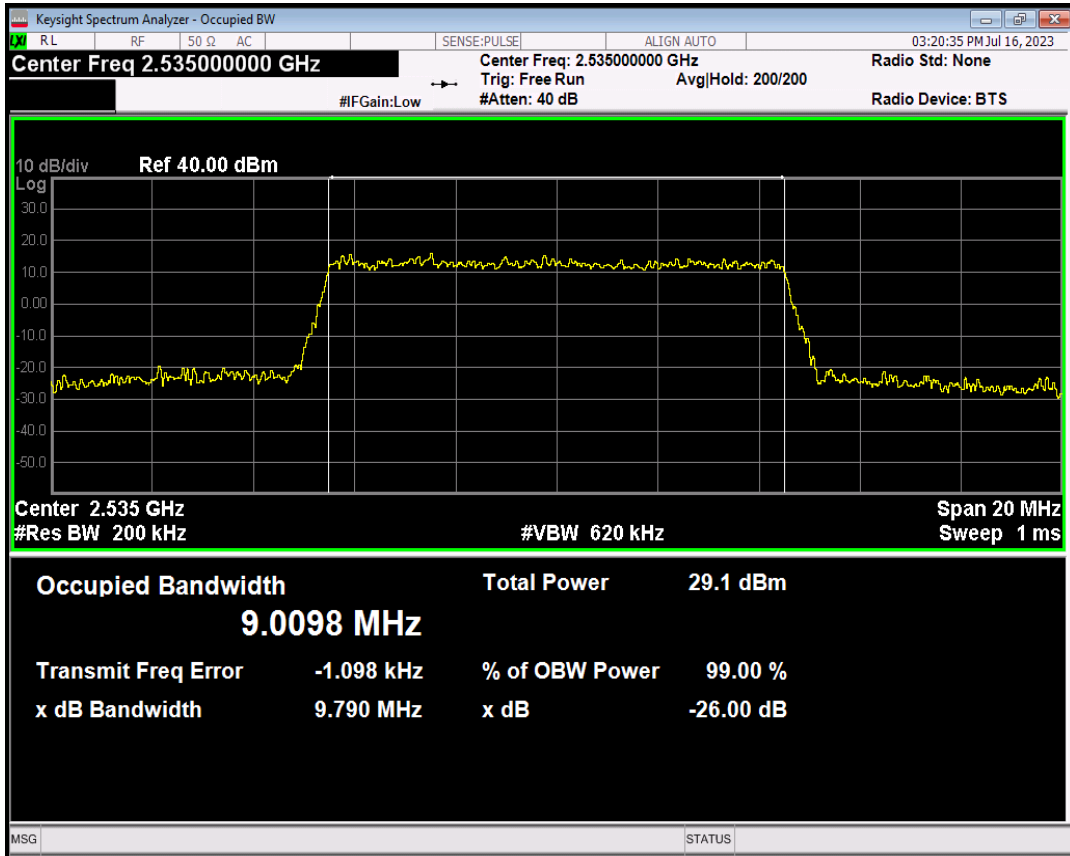 Keysight Spectrum Analyzer - Occupied BW
LXI RL RF 50 Ω AC SENSE:PULSE ALIGN AUTO 03:20:35 PM Jul 16, 2023
Center Freq 2.535000000 GHz Center Freq: 2.535000000 GHz Radio Std: None
Trig: Free Run Avg|Hold: 200/200
#IFGain:Low #Atten: 40 dB Radio Device: BTS
10 dB/div Ref 40.00 dBm
Log
30.0
20.0
10.0
0.00
-10.0
-20.0
-30.0
-40.0
-50.0
Center 2.535 GHz Span 20 MHz
#Res BW 200 kHz #VBW 620 kHz Sweep 1 ms
Occupied Bandwidth Total Power 29.1 dBm
9.0098 MHz
Transmit Freq Error -1.098 kHz % of OBW Power 99.00 %
x dB Bandwidth 9.790 MHz x dB -26.00 dB
MSG STATUS